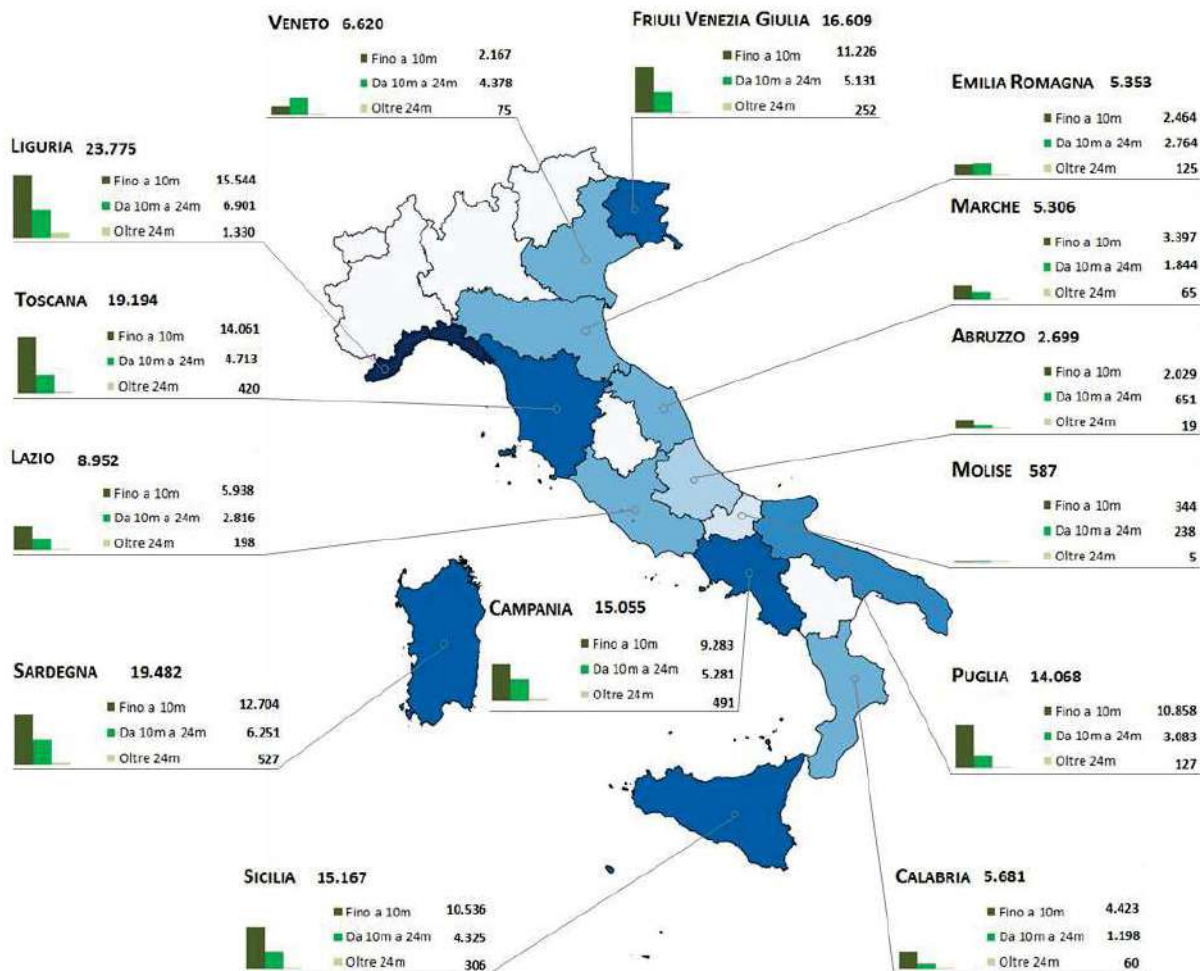 VENETO 6.620
Fino a 10m 2.167
Da 10m a 24m 4.378
Oltre 24m 75
FRIULI VENEZIA GIULIA 16.609
Fino a 10m 11.226
Da 10m a 24m 5.131
Oltre 24m 252
EMILIA ROMAGNA 5.353
Fino a 10m 2.464
Da 10m a 24m 2.764
Oltre 24m 125
LIGURIA 23.775
Fino a 10m 15.544
Da 10m a 24m 6.901
Oltre 24m 1.330
MARCHE 5.306
Fino a 10m 3.397
Da 10m a 24m 1.844
Oltre 24m 65
TOSCANA 19.194
Fino a 10m 14.061
Da 10m a 24m 4.713
Oltre 24m 420
ABRUZZO 2.699
Fino a 10m 2.029
Da 10m a 24m 651
Oltre 24m 19
LAZIO 8.952
Fino a 10m 5.938
Da 10m a 24m 2.816
Oltre 24m 198
MOLISE 587
Fino a 10m 344
Da 10m a 24m 238
Oltre 24m 5
CAMPANIA 15.055
Fino a 10m 9.283
Da 10m a 24m 5.281
Oltre 24m 491
SARDEGNA 19.482
Fino a 10m 12.704
Da 10m a 24m 6.251
Oltre 24m 527
PUGLIA 14.068
Fino a 10m 10.858
Da 10m a 24m 3.083
Oltre 24m 127
SICILIA 15.167
Fino a 10m 10.536
Da 10m a 24m 4.325
Oltre 24m 306
CALABRIA 5.681
Fino a 10m 4.423
Da 10m a 24m 1.198
Oltre 24m 60